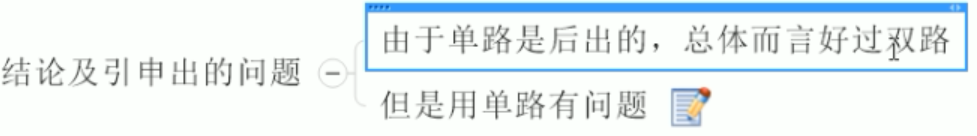 由于单路是后出的，总体而言好过双路
结论及引申出的问题
但是用单路有问题